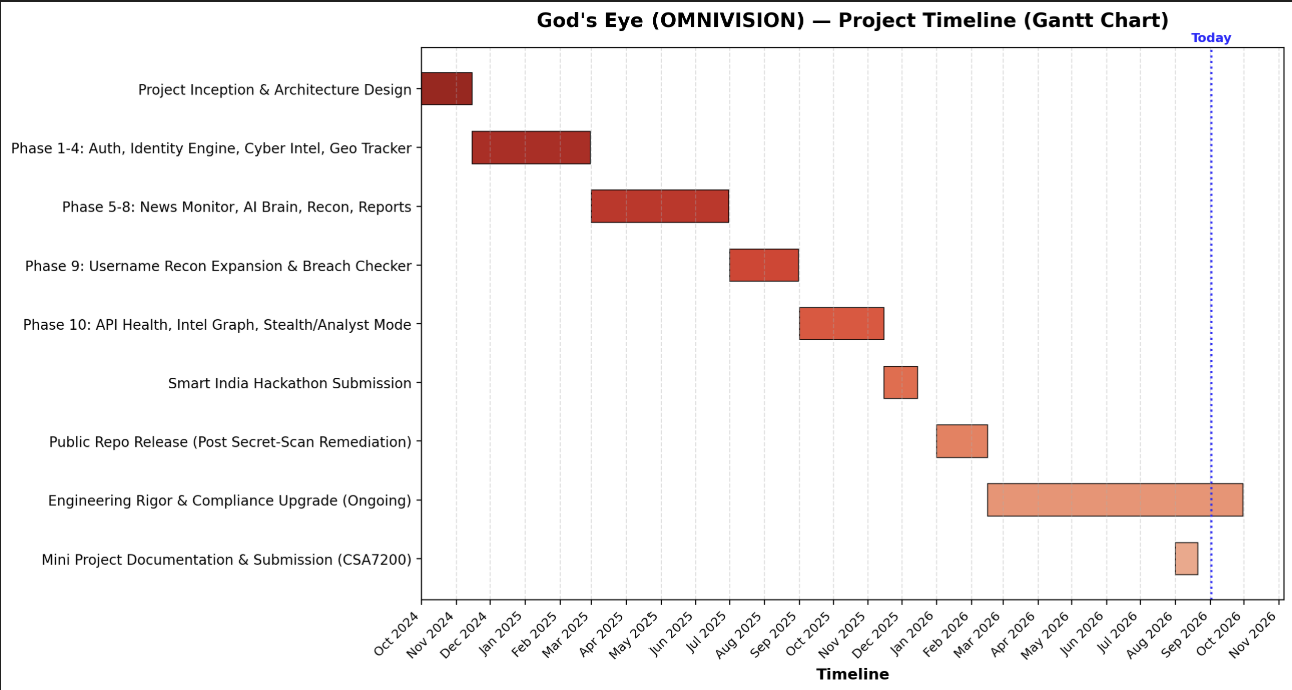 God's Eye (OMNIVISION) — Project Timeline (Gantt Chart)
Today
Project Inception & Architecture Design
Phase 1-4: Auth, Identity Engine, Cyber Intel, Geo Tracker
Phase 5-8: News Monitor, AI Brain, Recon, Reports
Phase 9: Username Recon Expansion & Breach Checker
Phase 10: API Health, Intel Graph, Stealth/Analyst Mode
Smart India Hackathon Submission
Public Repo Release (Post Secret-Scan Remediation)
Engineering Rigor & Compliance Upgrade (Ongoing)
Mini Project Documentation & Submission (CSA7200)
Oct 2024 Nov 2024 Dec 2024 Jan 2025 Feb 2025 Mar 2025 Apr 2025 May 2025 Jun 2025 Jul 2025 Aug 2025 Sep 2025 Oct 2025 Nov 2025 Dec 2025 Jan 2026 Feb 2026 Mar 2026 Apr 2026 May 2026 Jun 2026 Jul 2026 Aug 2026 Sep 2026 Oct 2026 Nov 2026
Timeline